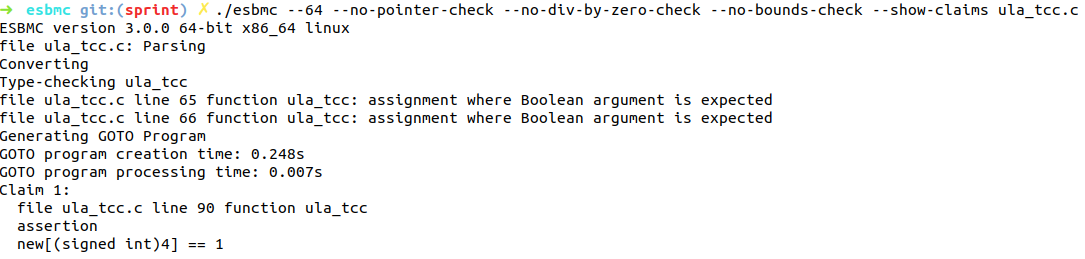 ➜ esbmc git:(sprint) ✗ ./esbmc --64 --no-pointer-check --no-div-by-zero-check --no-bounds-check --show-claims ula_tcc.c
ESBMC version 3.0.0 64-bit x86_64 linux
file ula_tcc.c: Parsing
Converting
Type-checking ula_tcc
file ula_tcc.c line 65 function ula_tcc: assignment where Boolean argument is expected
file ula_tcc.c line 66 function ula_tcc: assignment where Boolean argument is expected
Generating GOTO Program
GOTO program creation time: 0.248s
GOTO program processing time: 0.007s
Claim 1:
  file ula_tcc.c line 90 function ula_tcc
  assertion
  new[(signed int)4] == 1